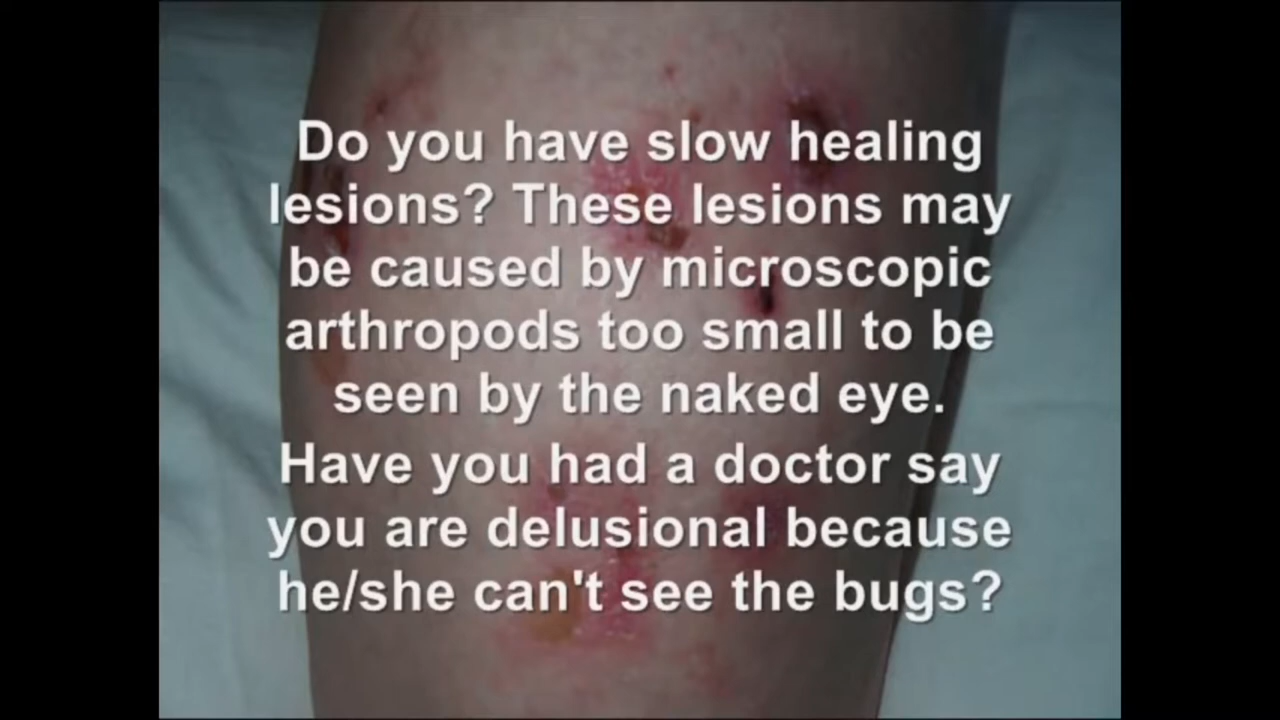 Do you have slow healing
lesions? These lesions may
be caused by microscopic
arthropods too small to be
seen by the naked eye.
Have you had a doctor say
you are delusional because
he/she can't see the bugs?